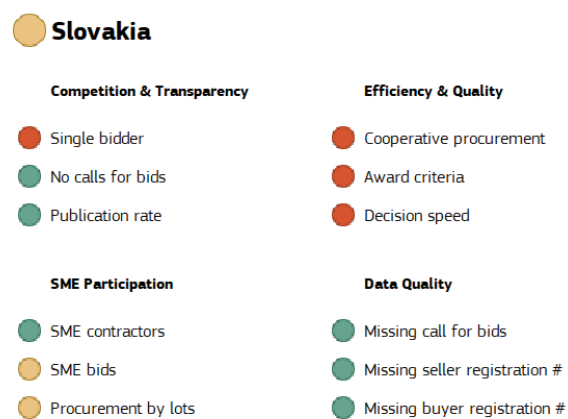 Slovakia
Competition & Transparency
Single bidder
No calls for bids
Publication rate
Efficiency & Quality
Cooperative procurement
Award criteria
Decision speed
SME Participation
SME contractors
SME bids
Procurement by lots
Data Quality
Missing call for bids
Missing seller registration #
Missing buyer registration #